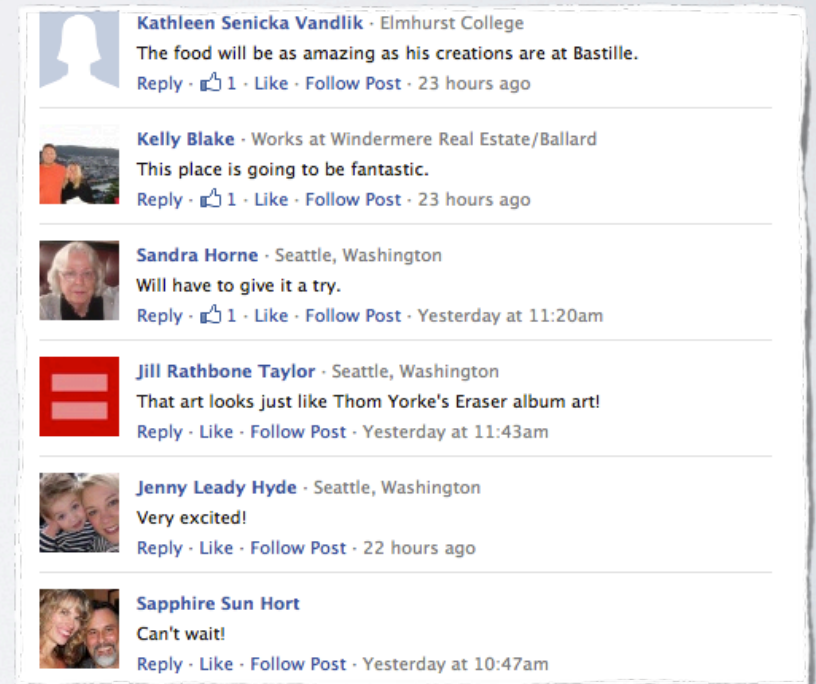 Kathleen Senicka Vandlik · Elmhurst College
The food will be as amazing as his creations are at Bastille.
Reply · 1 · Like · Follow Post · 23 hours ago
Kelly Blake · Works at Windermere Real Estate/Ballard
This place is going to be fantastic.
Reply · 1 · Like · Follow Post · 23 hours ago
Sandra Horne · Seattle, Washington
Will have to give it a try.
Reply · 1 · Like · Follow Post · Yesterday at 11:20am
Jill Rathbone Taylor · Seattle, Washington
That art looks just like Thom Yorke's Eraser album art!
Reply · Like · Follow Post · Yesterday at 11:43am
Jenny Leady Hyde · Seattle, Washington
Very excited!
Reply · Like · Follow Post · 22 hours ago
Sapphire Sun Hort
Can't wait!
Reply · Like · Follow Post · Yesterday at 10:47am